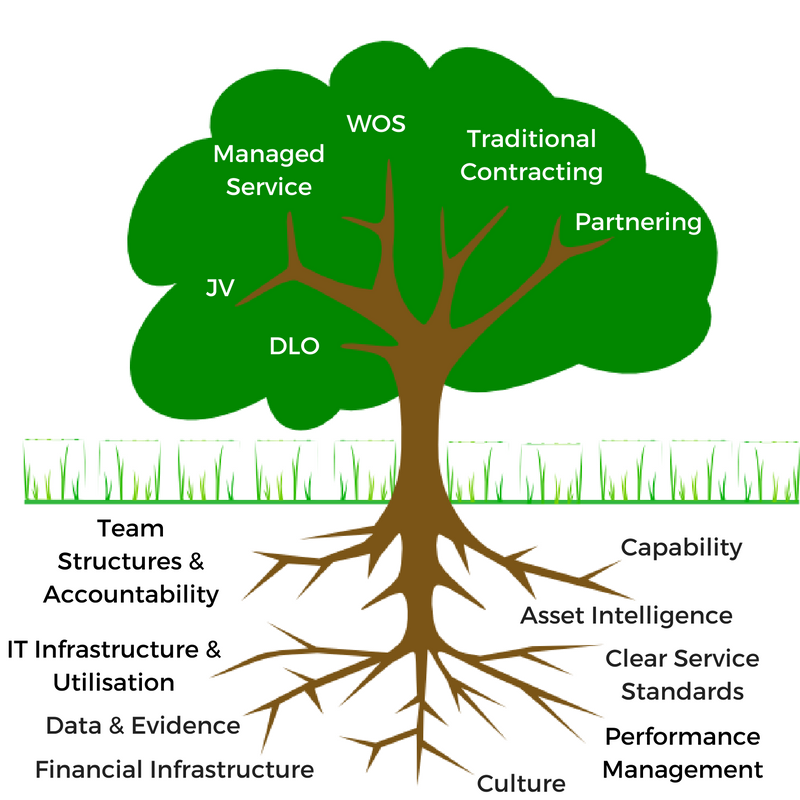 WOS
Traditional
Contracting
Managed
Service
Partnering
JV
DLO
Team
Structures &
Accountability
Capability
Asset Intelligence
IT Infrastructure &
Utilisation
Clear Service
Standards
Data & Evidence
Performance
Management
Financial Infrastructure
Culture